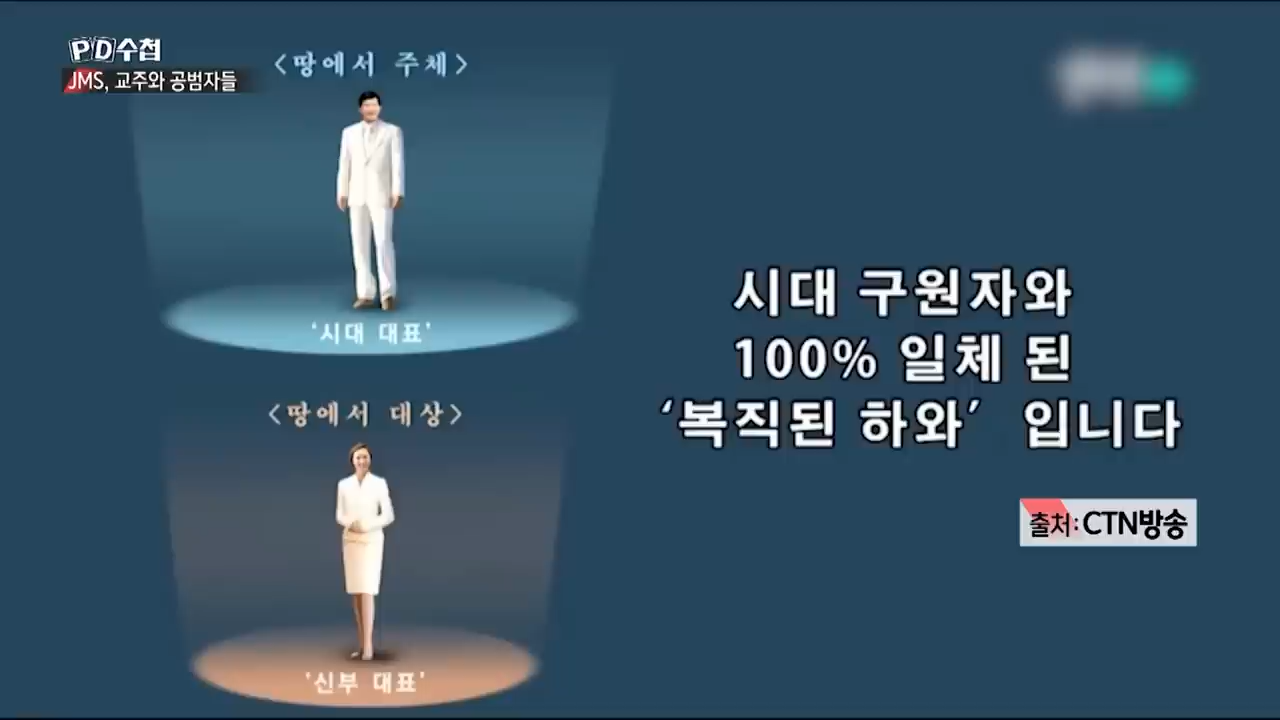 PD수첩
JMS, 교주와 공범자들
<땅에서 주체>
'시대 대표'
<땅에서 대상>
'신부 대표'
시대 구원자와
100% 일체 된
'복직된 하와' 입니다
출처: CTN방송